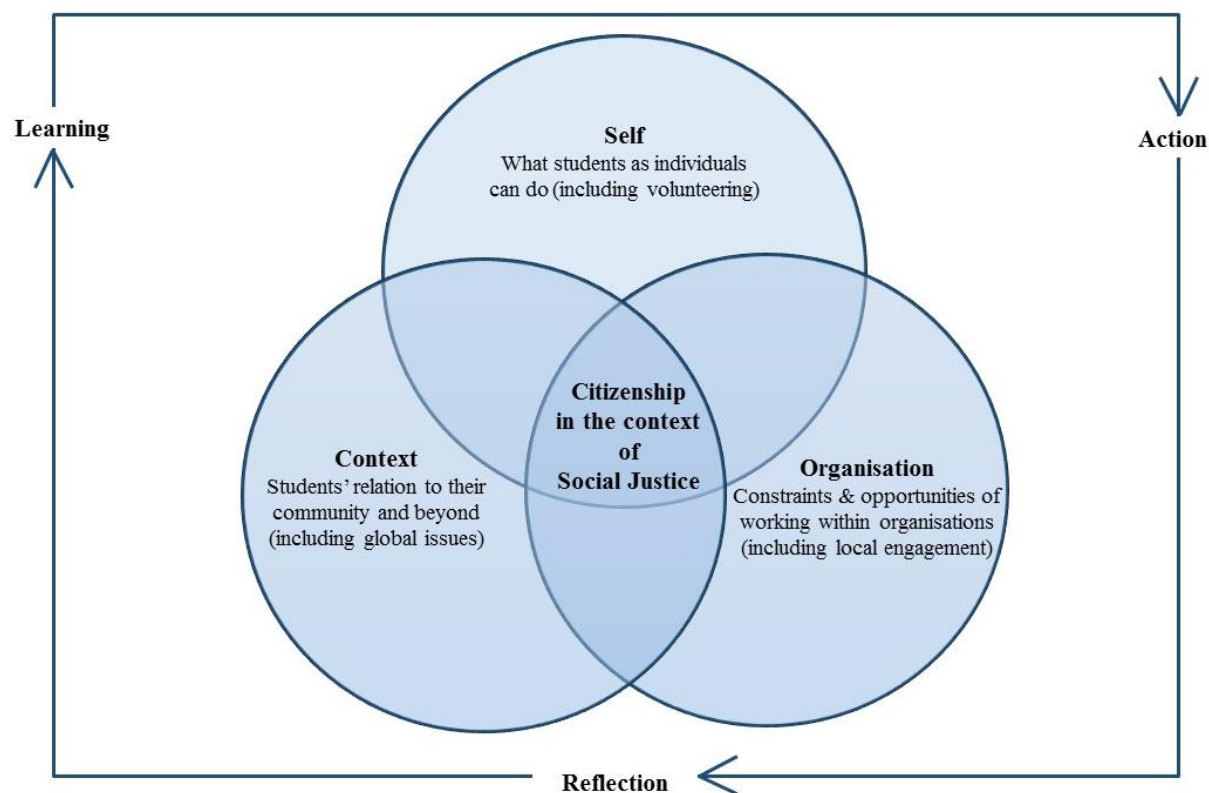 Learning
Action
Self
What students as individuals
can do (including volunteering)
Citizenship
in the context
of
Social Justice
Context
Students’ relation to their
community and beyond
(including global issues)
Organisation
Constraints & opportunities of
working within organisations
(including local engagement)
Reflection